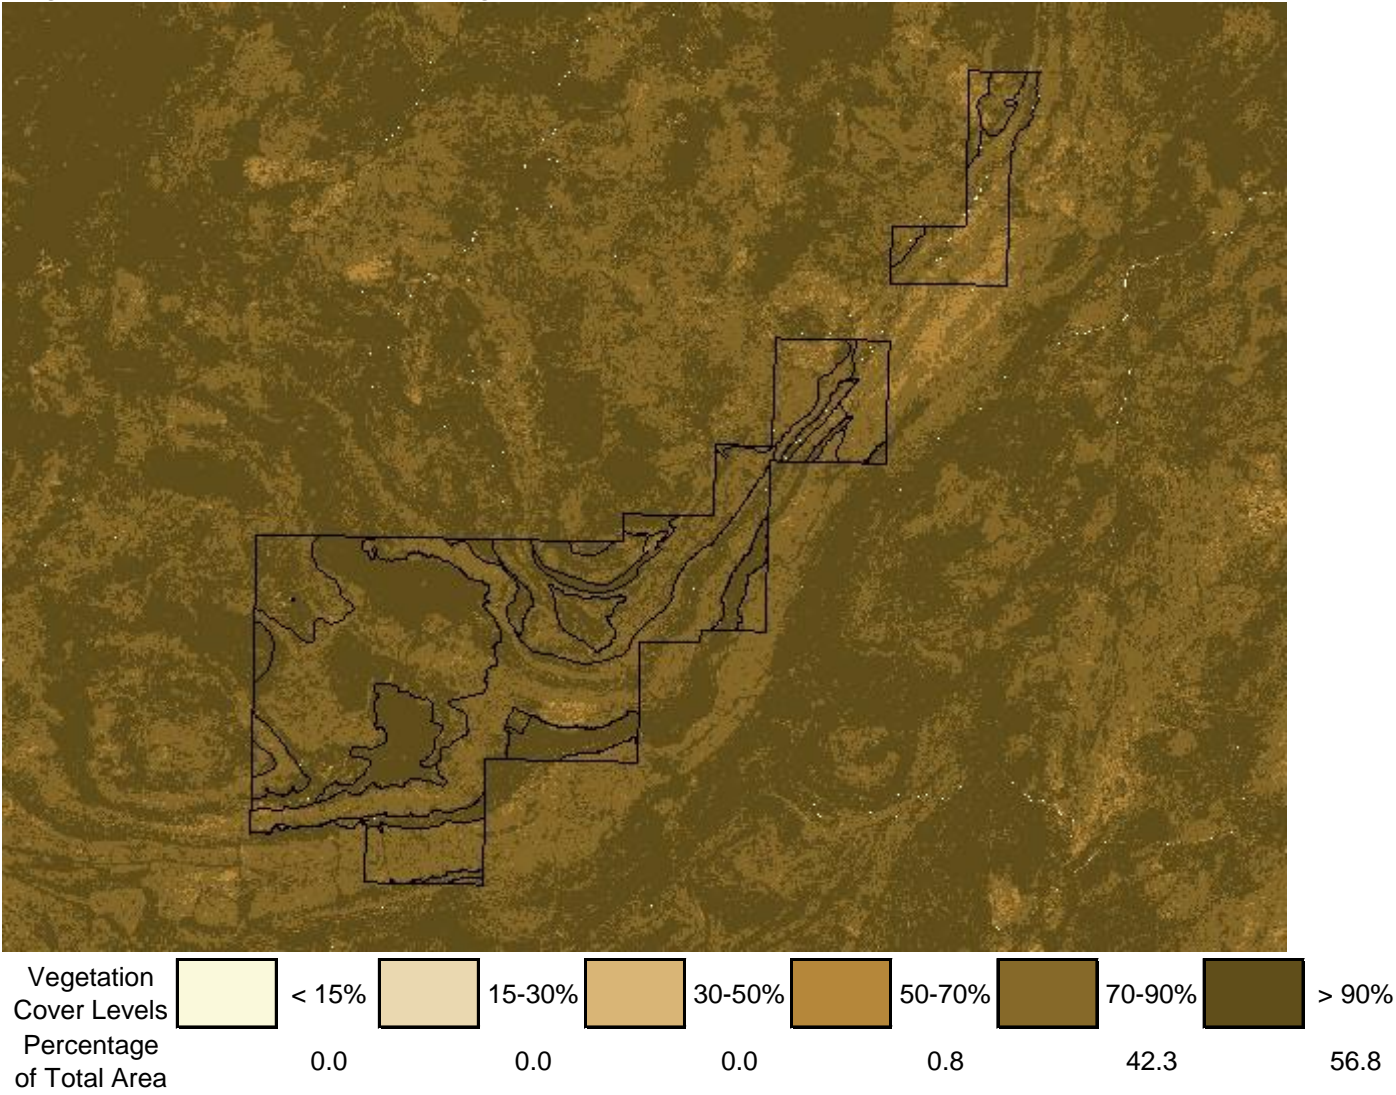 Vegetation
Cover Levels
< 15% 15-30% 30-50% 50-70% 70-90% > 90%
Percentage
of Total Area
0.0 0.0 0.0 0.8 42.3 56.8